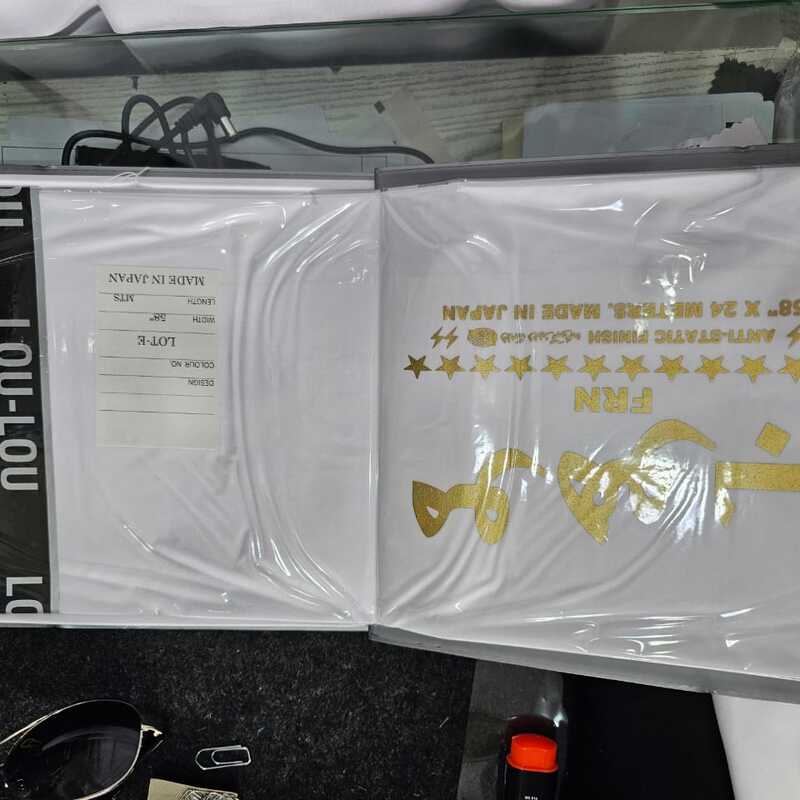 FRN
ANTI-STATIC FINISH
58" X 24 METERS, MADE IN JAPAN
DESIGN
COLOUR NO.
LOT-E
WIDTH 58"
LENGTH MTS
MADE IN JAPAN
LOU-LOU